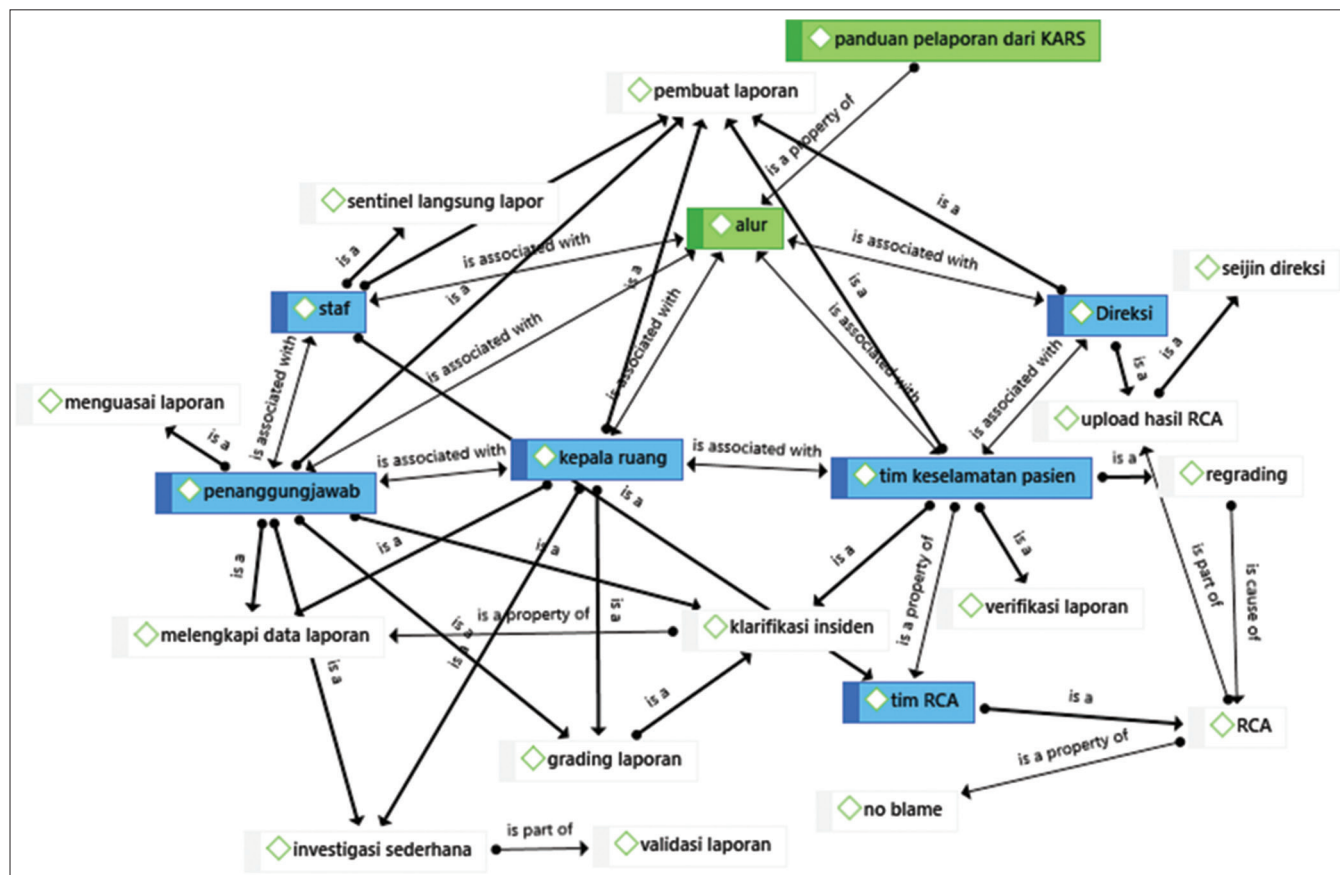 panduan pelaporan dari KARS
pembuat laporan
is a property of
sentinel langsung lapor
is a
alur
is a
is associated with
is associated with
seijin direksi
is a
is a
is a
staf
Direksi
is a
is associated with
is associated with
is associated with
is a
is associated with
is associated with
is a
menguasai laporan
upload hasil RCA
is a
is associated with
kepala ruang
is associated with
penanggungjawab
tim keselamatan pasien
is a
regrading
is a
is a
is a
is a
is a
is a property of
is a
is part of
is cause of
verifikasi laporan
melengkapi data laporan
is a property of
klarifikasi insiden
is a
is a
is a
is a
is a
tim RCA
is a
RCA
is a property of
grading laporan
no blame
investigasi sederhana
is part of
validasi laporan